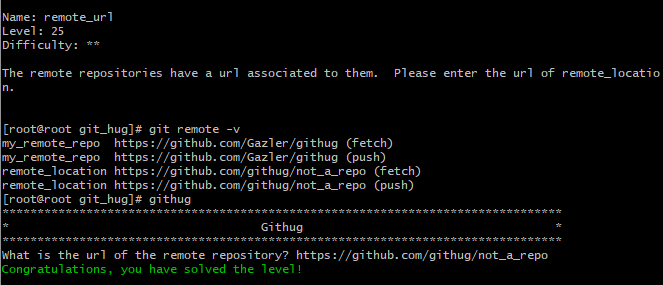 Name: remote_url
Level: 25
Difficulty: **
The remote repositories have a url associated to them.  Please enter the url of remote_locatio
n.
[root@root git_hug]# git remote -v
my_remote_repo  https://github.com/Gazler/githug (fetch)
my_remote_repo  https://github.com/Gazler/githug (push)
remote_location https://github.com/githug/not_a_repo (fetch)
remote_location https://github.com/githug/not_a_repo (push)
[root@root git_hug]# githug
********************************************************************************
*                                    Githug                                    *
********************************************************************************
What is the url of the remote repository? https://github.com/githug/not_a_repo
Congratulations, you have solved the level!